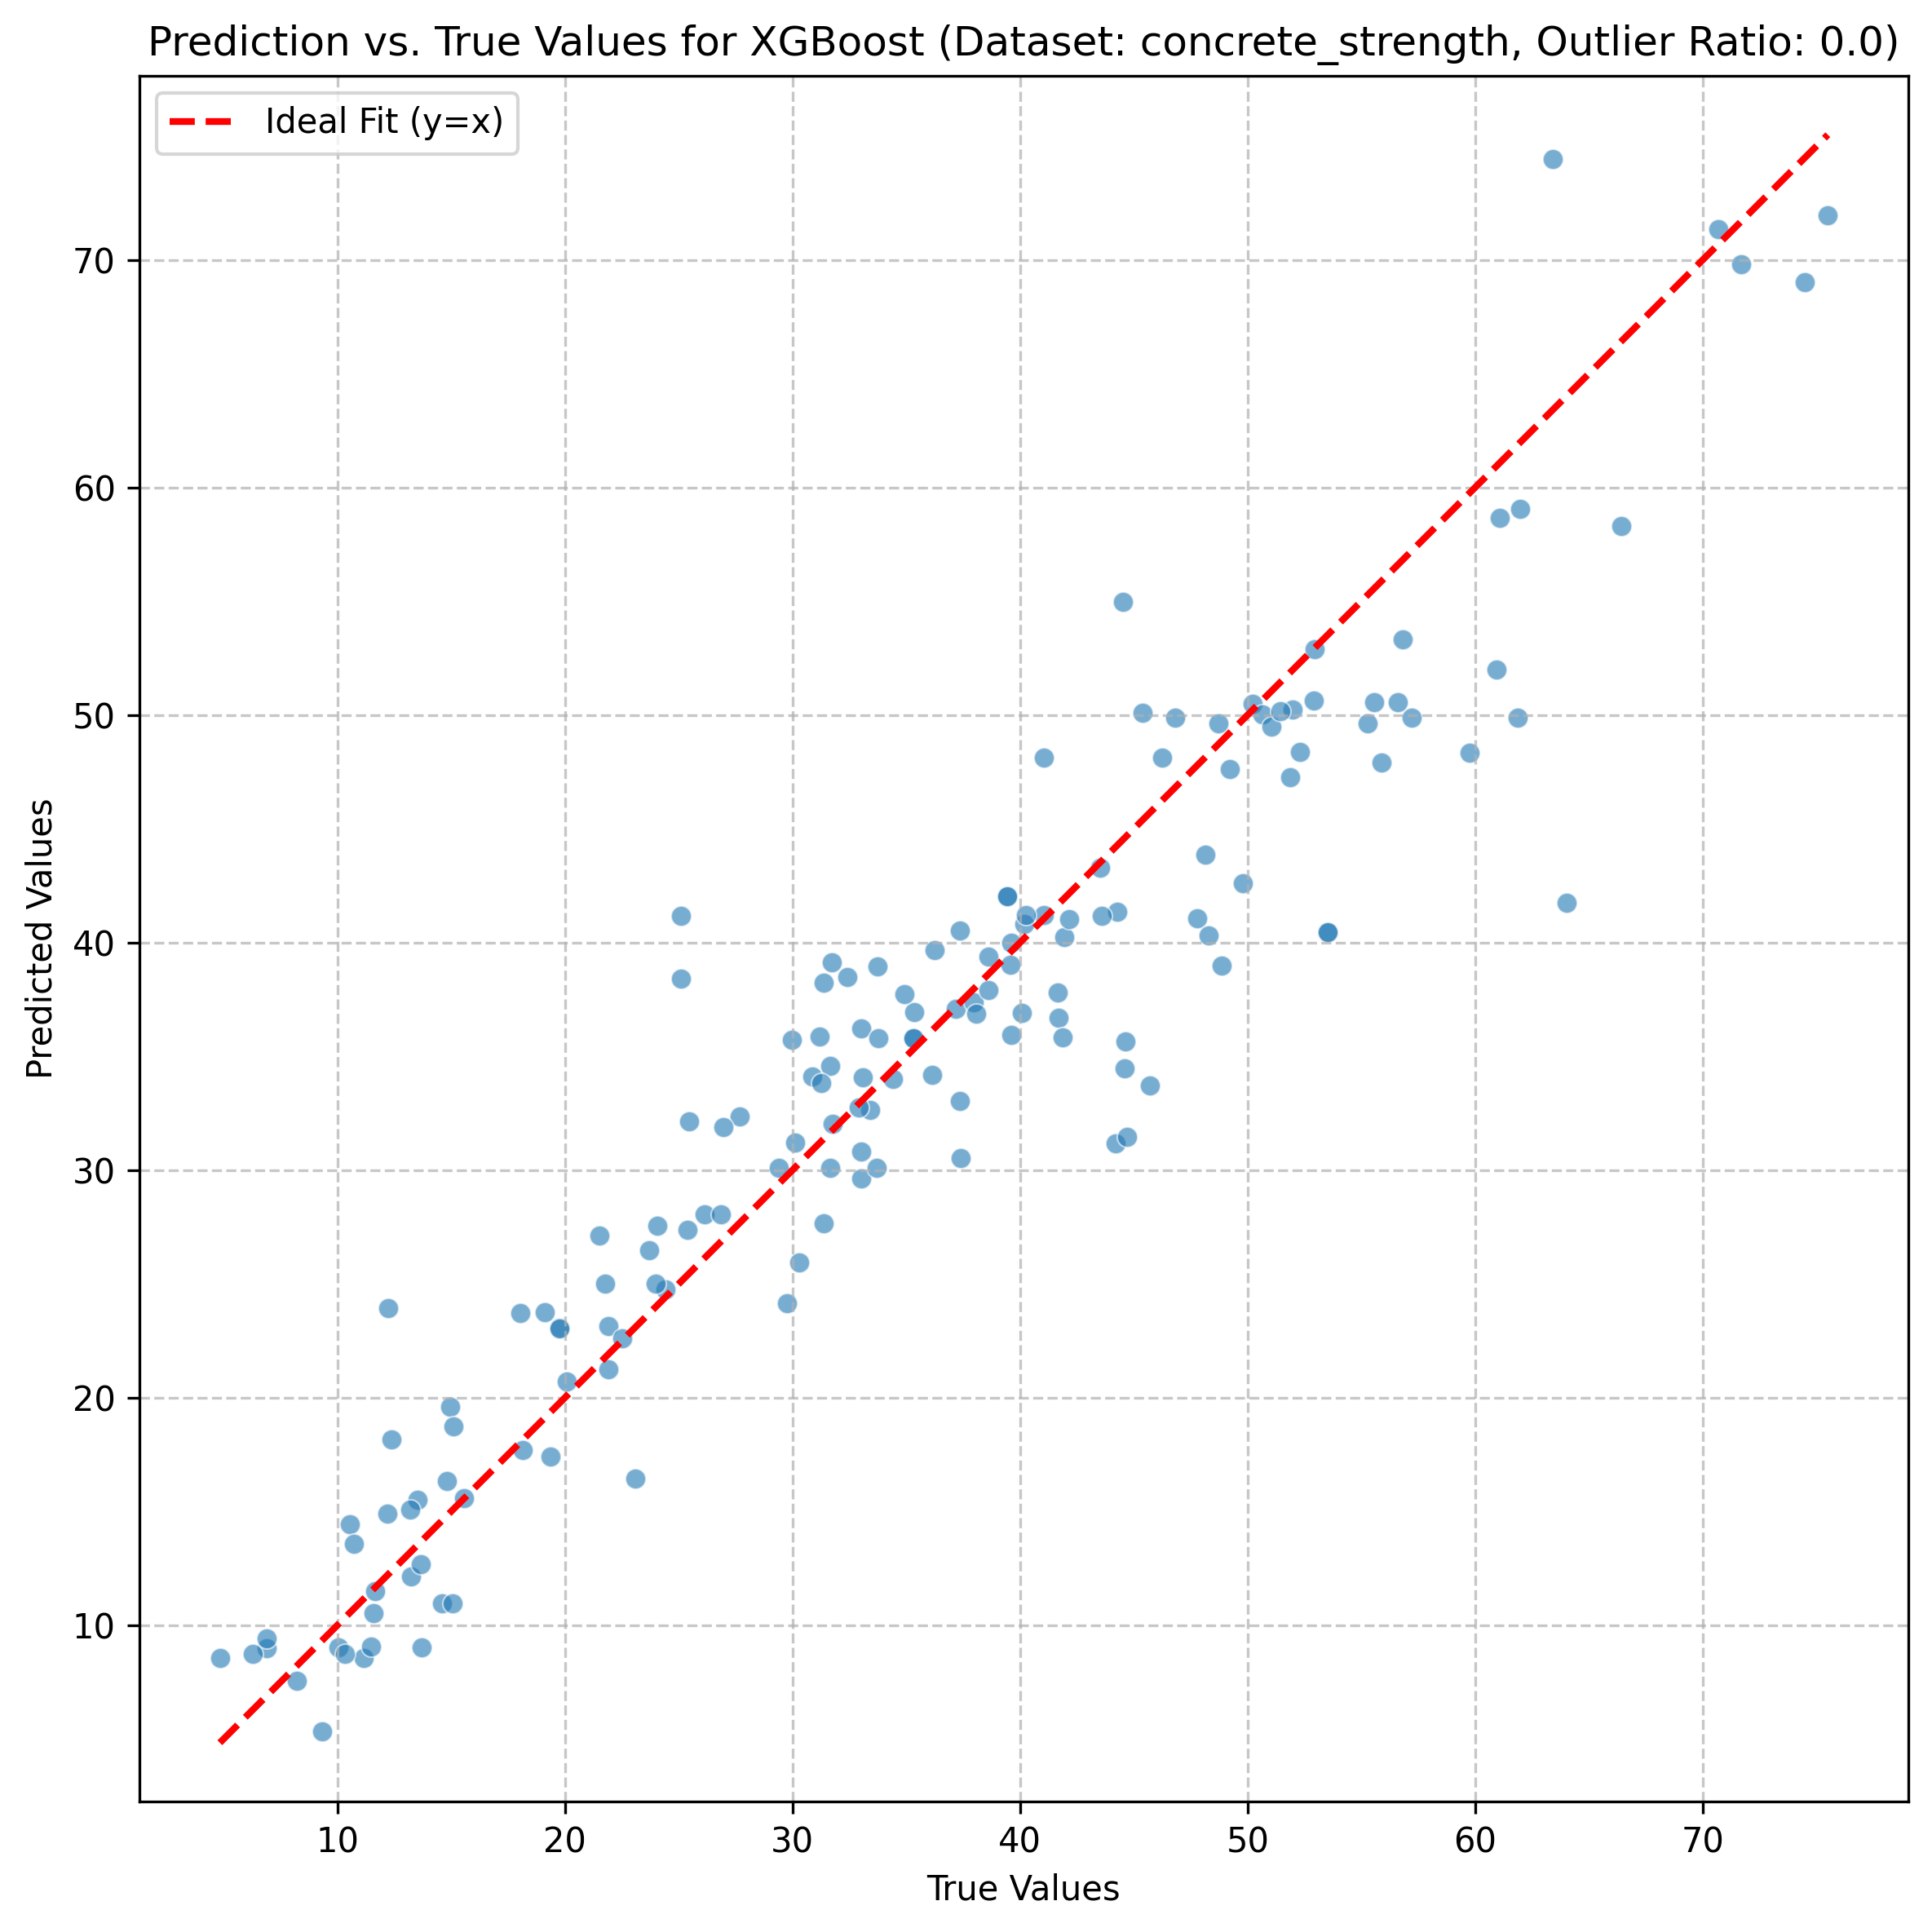 Prediction vs. True Values for XGBoost (Dataset: concrete_strength, Outlier Ratio: 0.0)
Ideal Fit (y=x)
70
60
50
40
30
20
10
Predicted Values
10 20 30 40 50 60 70
True Values